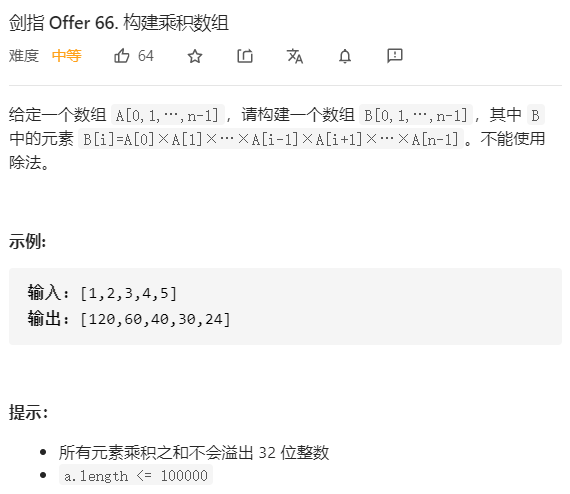 剑指 Offer 66. 构建乘积数组
难度 中等 64
给定一个数组 A[0,1,…,n-1]，请构建一个数组 B[0,1,…,n-1]，其中 B
中的元素 B[i]=A[0]×A[1]×…×A[i-1]×A[i+1]×…×A[n-1]。不能使用
除法。
示例:
输入: [1,2,3,4,5]
输出: [120,60,40,30,24]
提示：
所有元素乘积之和不会溢出 32 位整数
a.length <= 100000